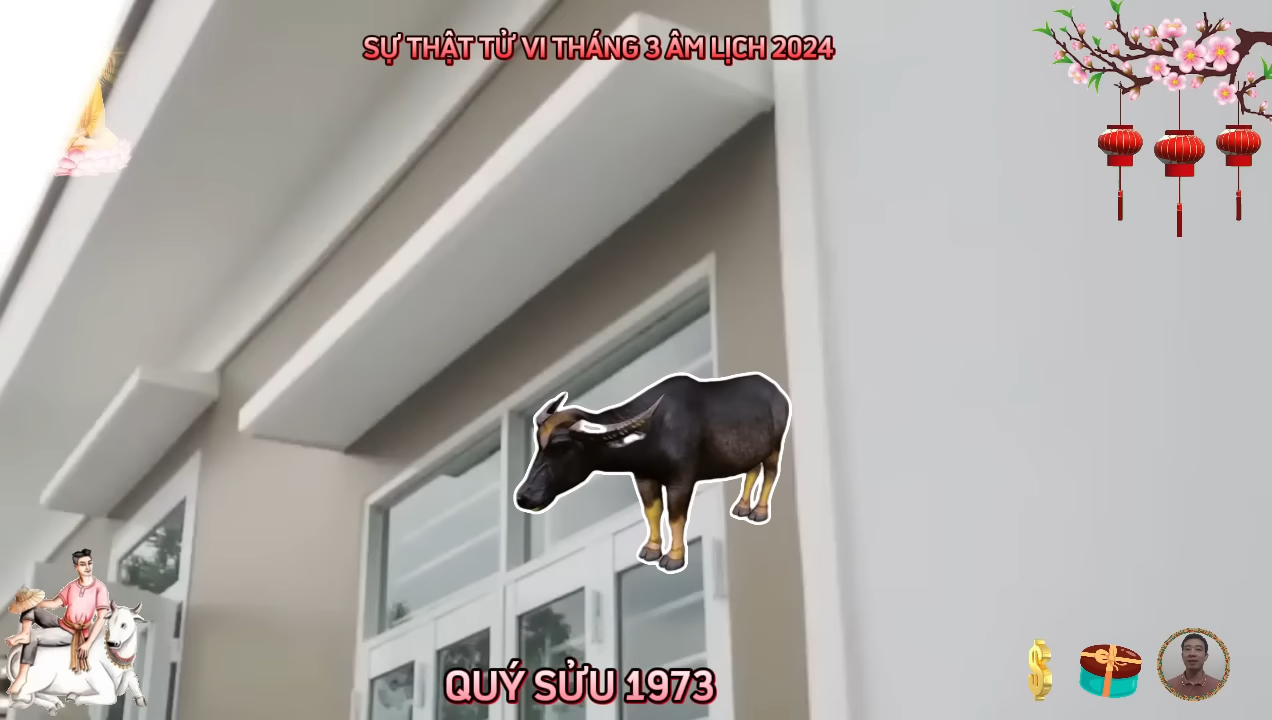 SỰ THẬT TỬ VI THÁNG 3 ÂM LỊCH 2024
QUÝ SỬU 1973